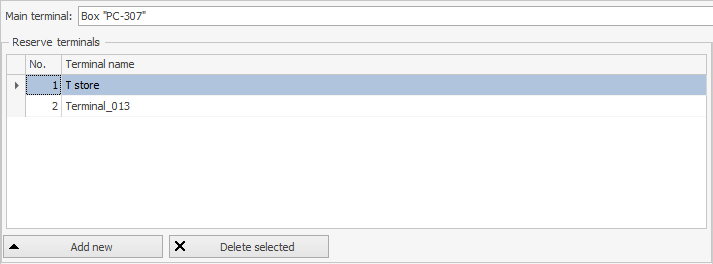 Main terminal: Box "PC-307"
Reserve terminals
No. Terminal name
1 T store
2 Terminal_013
Add new Delete selected